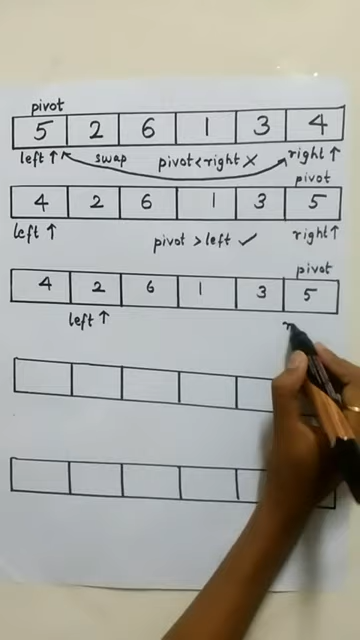 pivot
5 2 6 1 3 4
left ↑ swap pivot < right ✗ right ↑
pivot
4 2 6 1 3 5
left ↑ pivot > left ✓ right ↑
pivot
4 2 6 1 3 5
left ↑